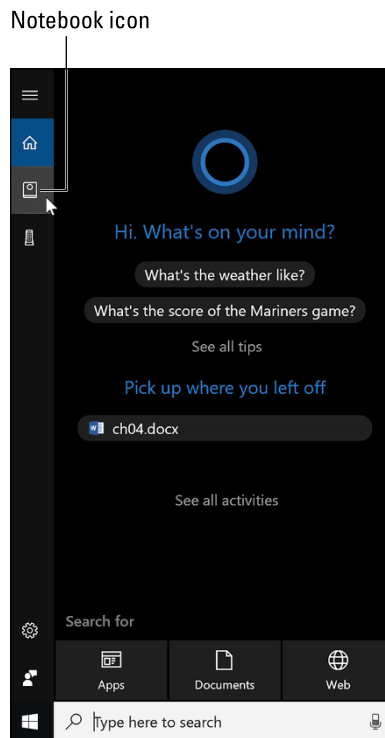 Notebook icon
Hi. What's on your mind?
What's the weather like?
What's the score of the Mariners game?
See all tips
Pick up where you left off
ch04.docx
See all activities
Search for
Apps
Documents
Web
Type here to search